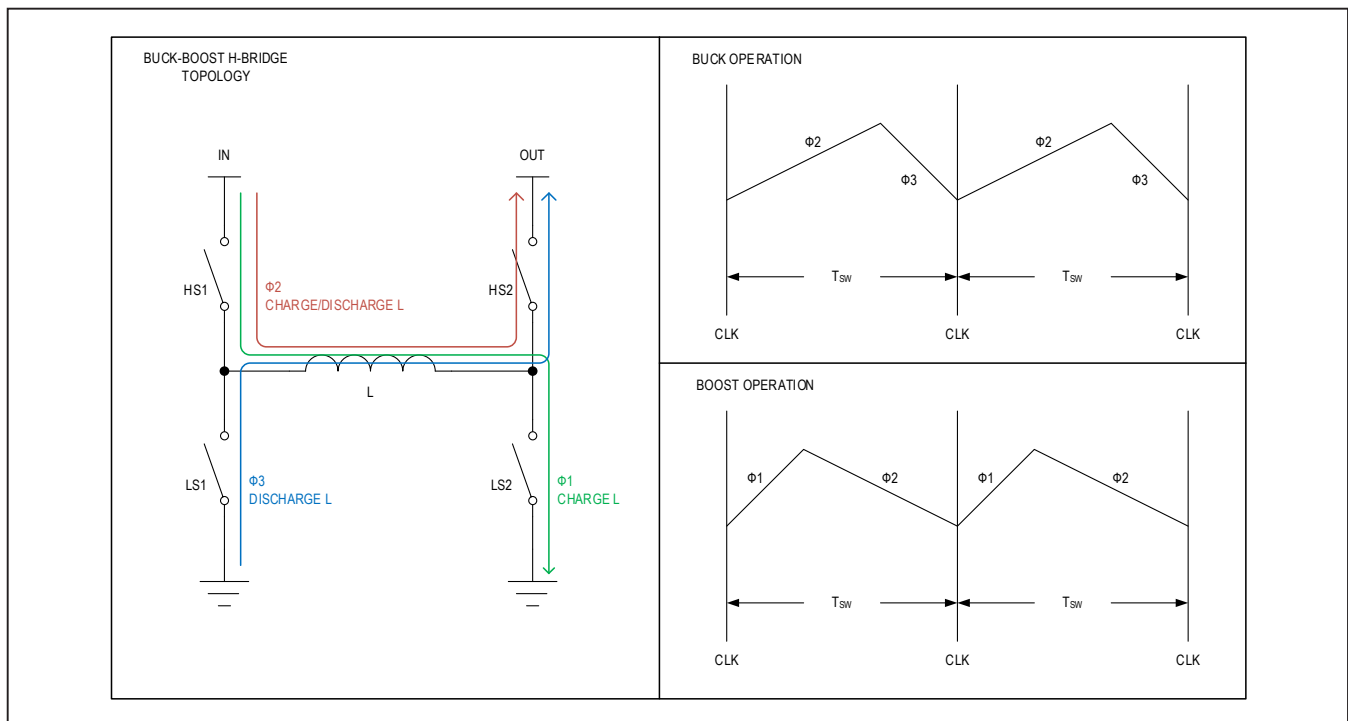 BUCK-BOOST H-BRIDGE
TOPOLOGY
IN
OUT
HS1
HS2
Φ2
CHARGE/DISCHARGE L
L
LS1
LS2
Φ3
DISCHARGE L
Φ1
CHARGE L
BUCK OPERATION
Φ2
Φ3
Φ2
Φ3
TSW
TSW
CLK
CLK
CLK
BOOST OPERATION
Φ1
Φ2
Φ1
Φ2
TSW
TSW
CLK
CLK
CLK